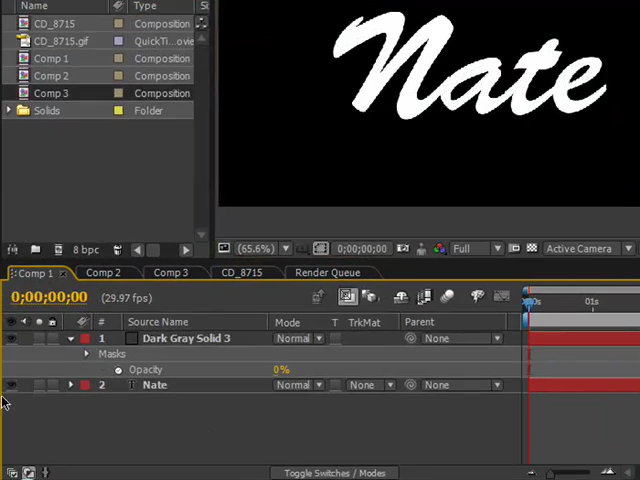 Name Type Si
CD_8715 Composition
CD_8715.gif QuickTi...ovie
Comp 1 Composition
Comp 2 Composition
Comp 3 Composition
Solids Folder
8 bpc
Nate
(65.6%) 0;00;00;00 Full Active Camera
Comp 1 × Comp 2 Comp 3 CD_8715 Render Queue
0;00;00;00 (29.97 fps)
00s 01s
# Source Name Mode T TrkMat Parent
1 Dark Gray Solid 3 Normal None
Masks
Opacity 0%
2 T Nate Normal None None
Toggle Switches / Modes